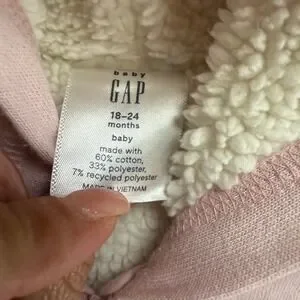 baby
GAP
18-24
months
baby
made with
60% cotton,
33% polyester,
7% recycled polyester
MADE IN VIETNAM